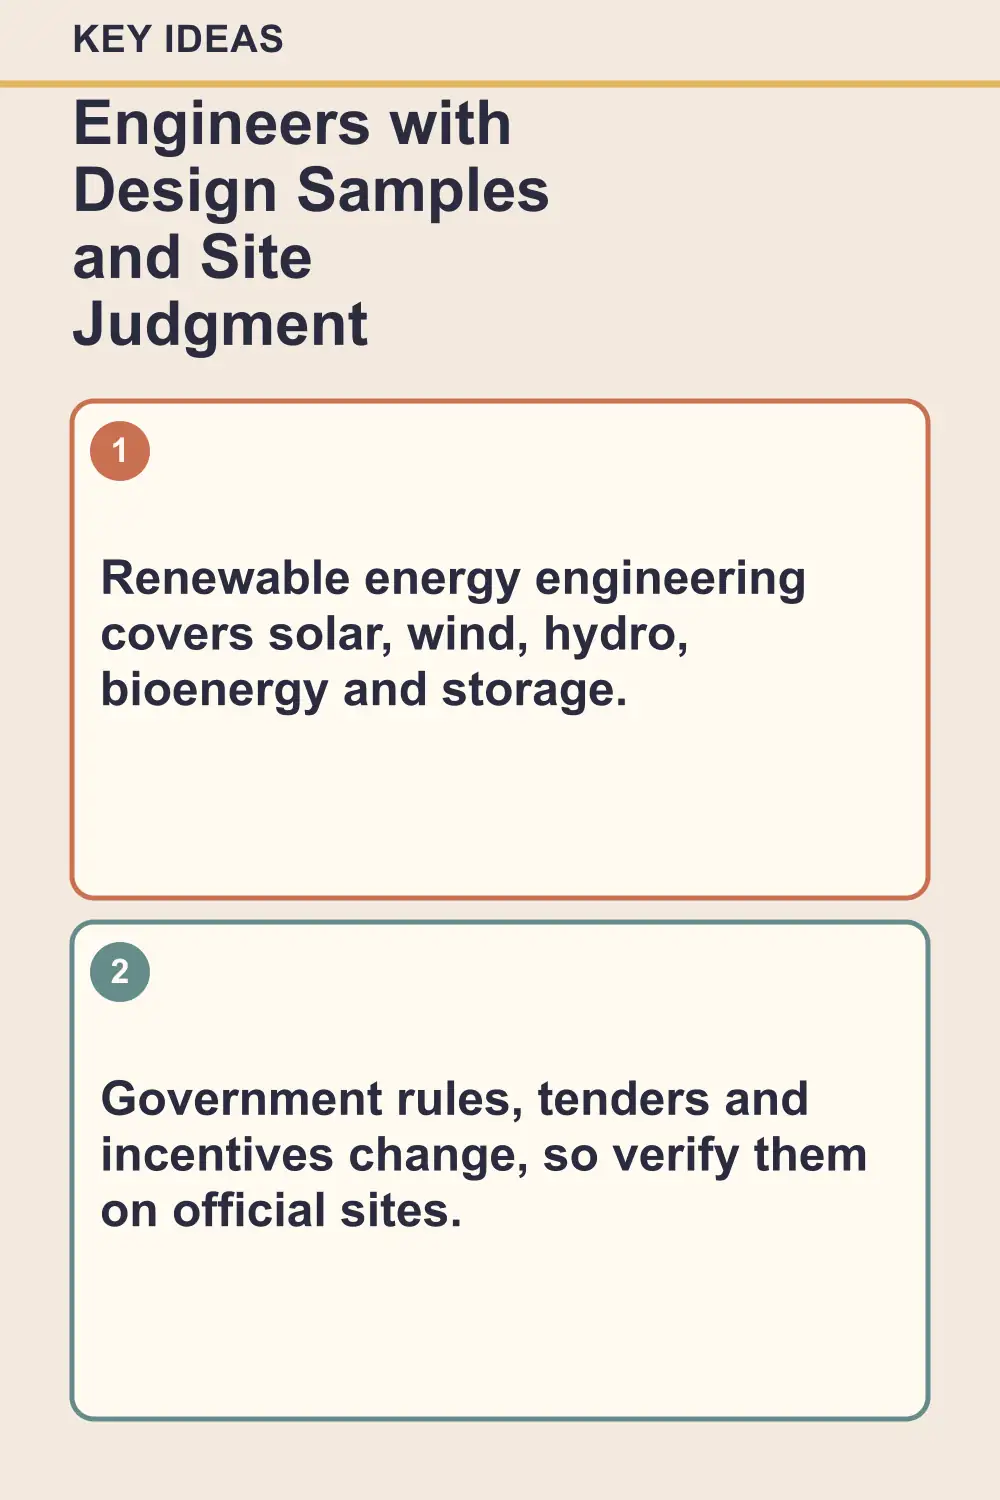 KEY IDEAS
Engineers with
Design Samples
and Site
Judgment
1
Renewable energy engineering
covers solar, wind, hydro,
bioenergy and storage.
2
Government rules, tenders and
incentives change, so verify them
on official sites.